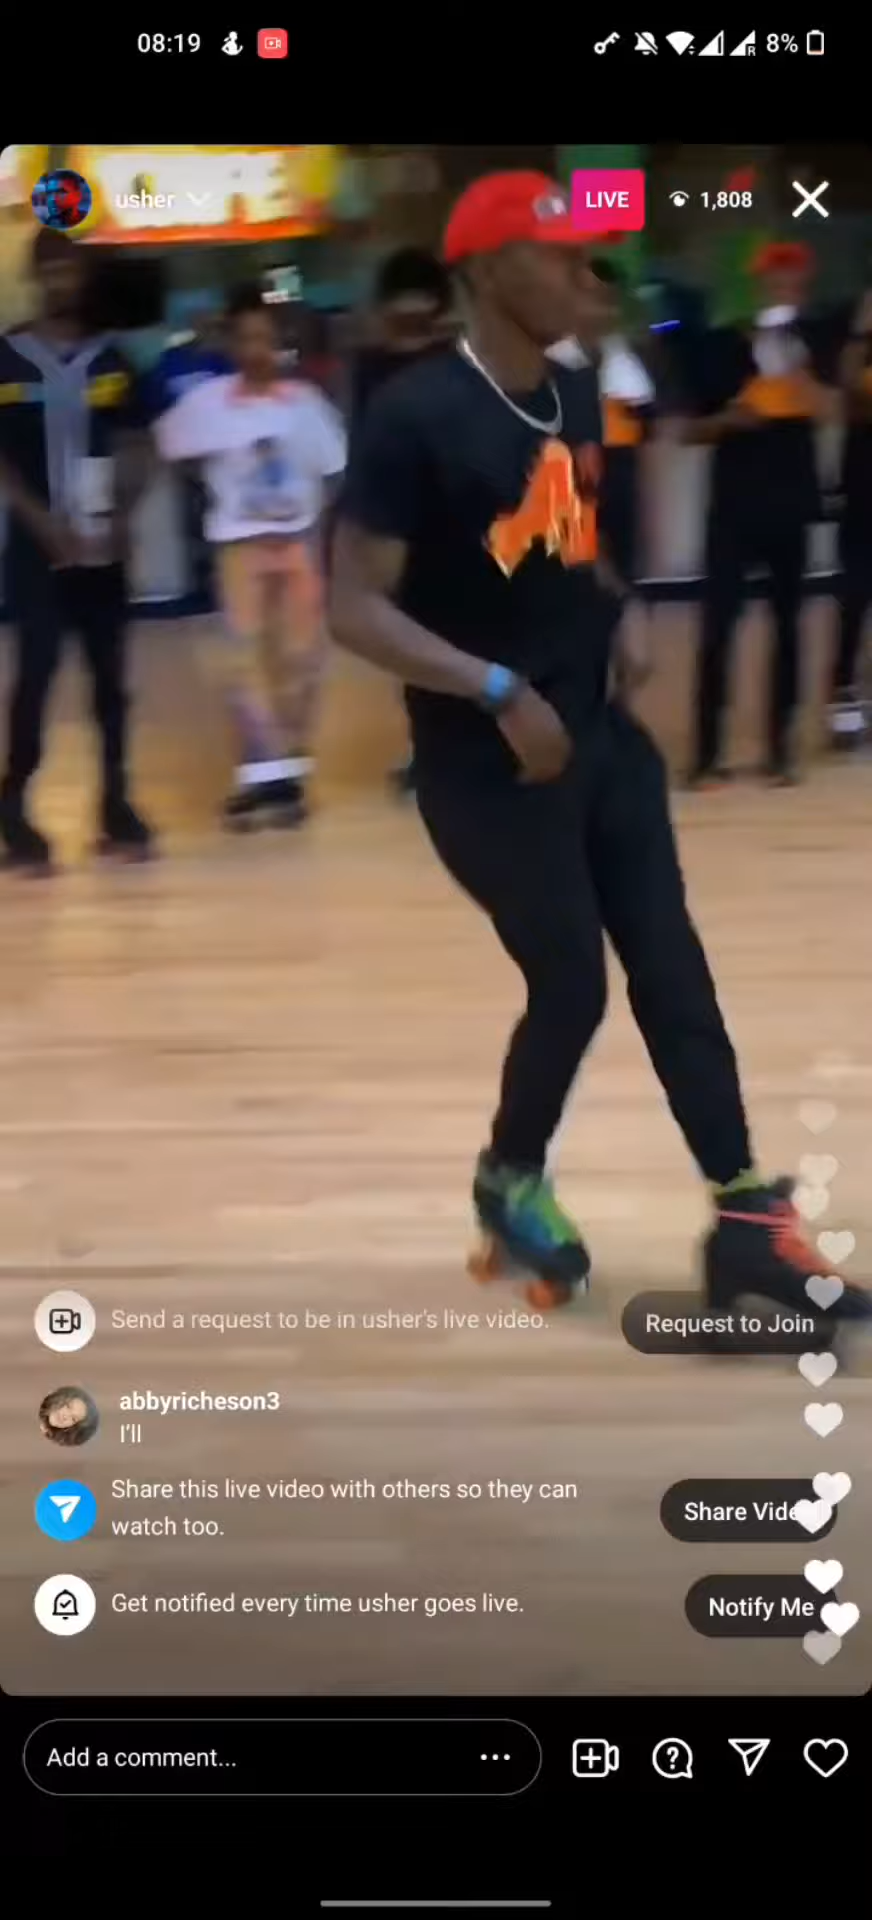 08:19
R 8%
usher
LIVE
1,808
Send a request to be in usher's live video.
Request to Join
abbyricheson3
I'll
Share this live video with others so they can
watch too.
Get notified every time usher goes live.
Notify Me
Add a comment...